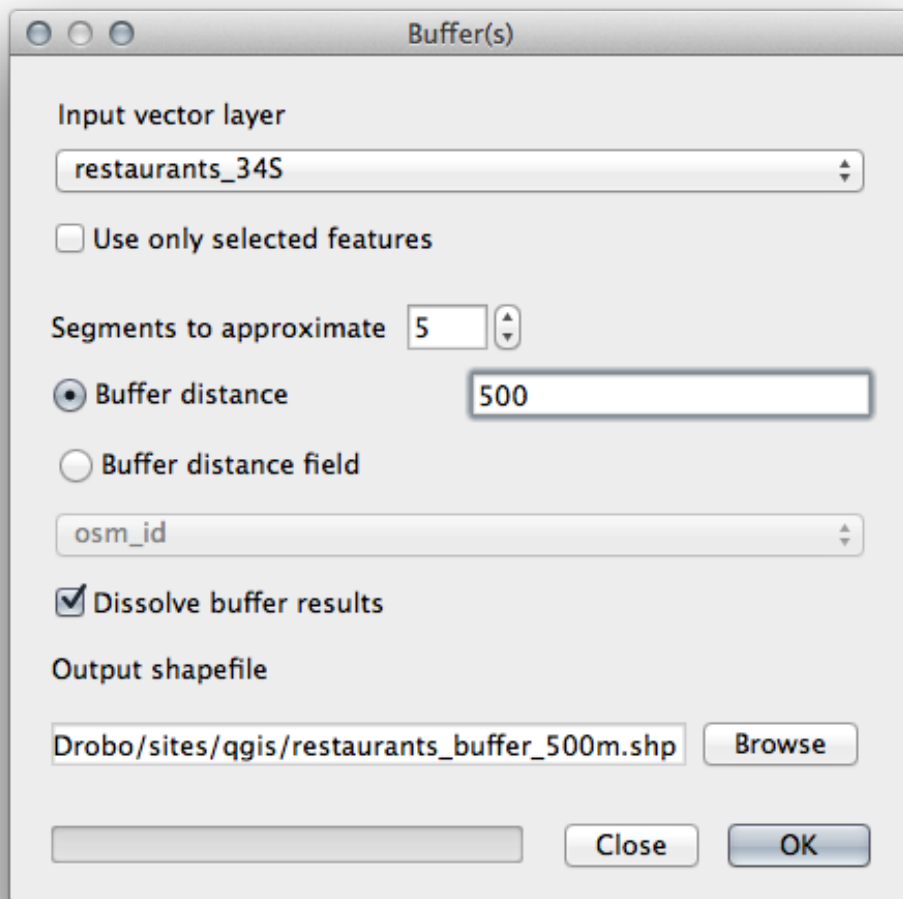 Buffer(s)
Input vector layer
restaurants_34S
Use only selected features
Segments to approximate 5
Buffer distance 500
Buffer distance field
osm_id
Dissolve buffer results
Output shapefile
Drobo/sites/qgis/restaurants_buffer_500m.shp Browse
Close OK